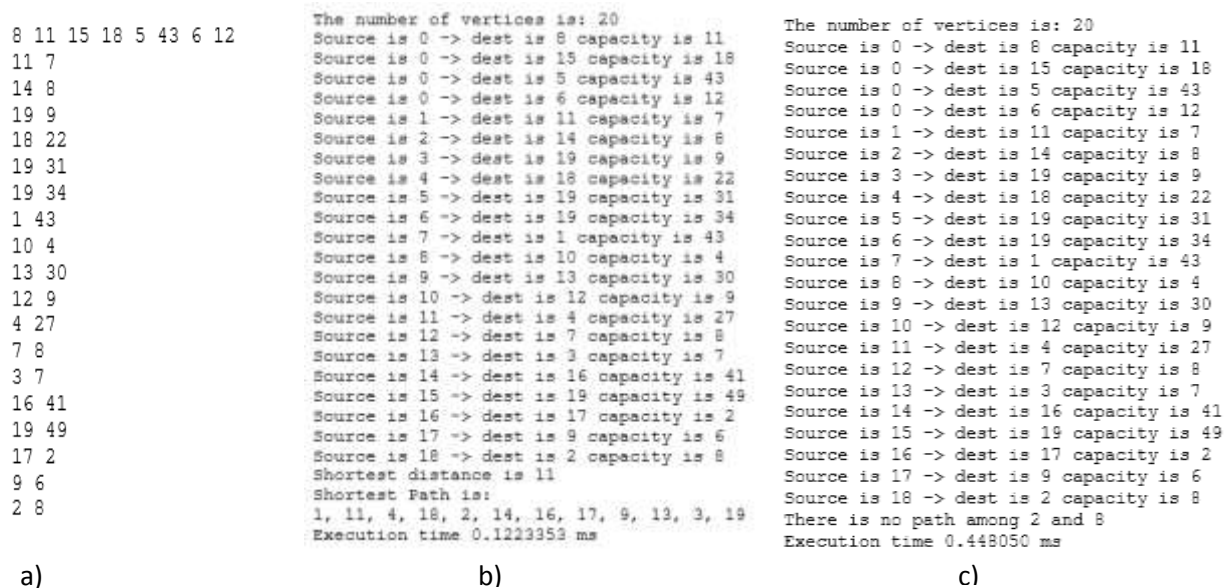 8 11 15 18 5 43 6 12
11 7
14 8
19 9
18 22
19 31
19 34
1 43
10 4
13 30
12 9
4 27
7 8
3 7
16 41
19 49
17 2
9 6
2 8
a)
The number of vertices is: 20
Source is 0 -> dest is 8 capacity is 11
Source is 0 -> dest is 15 capacity is 18
Source is 0 -> dest is 5 capacity is 43
Source is 0 -> dest is 6 capacity is 12
Source is 1 -> dest is 11 capacity is 7
Source is 2 -> dest is 14 capacity is 8
Source is 3 -> dest is 19 capacity is 9
Source is 4 -> dest is 18 capacity is 22
Source is 5 -> dest is 19 capacity is 31
Source is 6 -> dest is 19 capacity is 34
Source is 7 -> dest is 1 capacity is 43
Source is 8 -> dest is 10 capacity is 4
Source is 9 -> dest is 13 capacity is 30
Source is 10 -> dest is 12 capacity is 9
Source is 11 -> dest is 4 capacity is 27
Source is 12 -> dest is 7 capacity is 8
Source is 13 -> dest is 3 capacity is 7
Source is 14 -> dest is 16 capacity is 41
Source is 15 -> dest is 19 capacity is 49
Source is 16 -> dest is 17 capacity is 2
Source is 17 -> dest is 9 capacity is 6
Source is 18 -> dest is 2 capacity is 8
Shortest distance is 11
Shortest Path is:
1, 11, 4, 18, 2, 14, 16, 17, 9, 13, 3, 19
Execution time 0.1223353 ms
b)
The number of vertices is: 20
Source is 0 -> dest is 8 capacity is 11
Source is 0 -> dest is 15 capacity is 18
Source is 0 -> dest is 5 capacity is 43
Source is 0 -> dest is 6 capacity is 12
Source is 1 -> dest is 11 capacity is 7
Source is 2 -> dest is 14 capacity is 8
Source is 3 -> dest is 19 capacity is 9
Source is 4 -> dest is 18 capacity is 22
Source is 5 -> dest is 19 capacity is 31
Source is 6 -> dest is 19 capacity is 34
Source is 7 -> dest is 1 capacity is 43
Source is 8 -> dest is 10 capacity is 4
Source is 9 -> dest is 13 capacity is 30
Source is 10 -> dest is 12 capacity is 9
Source is 11 -> dest is 4 capacity is 27
Source is 12 -> dest is 7 capacity is 8
Source is 13 -> dest is 3 capacity is 7
Source is 14 -> dest is 16 capacity is 41
Source is 15 -> dest is 19 capacity is 49
Source is 16 -> dest is 17 capacity is 2
Source is 17 -> dest is 9 capacity is 6
Source is 18 -> dest is 2 capacity is 8
There is no path among 2 and 8
Execution time 0.448050 ms
c)